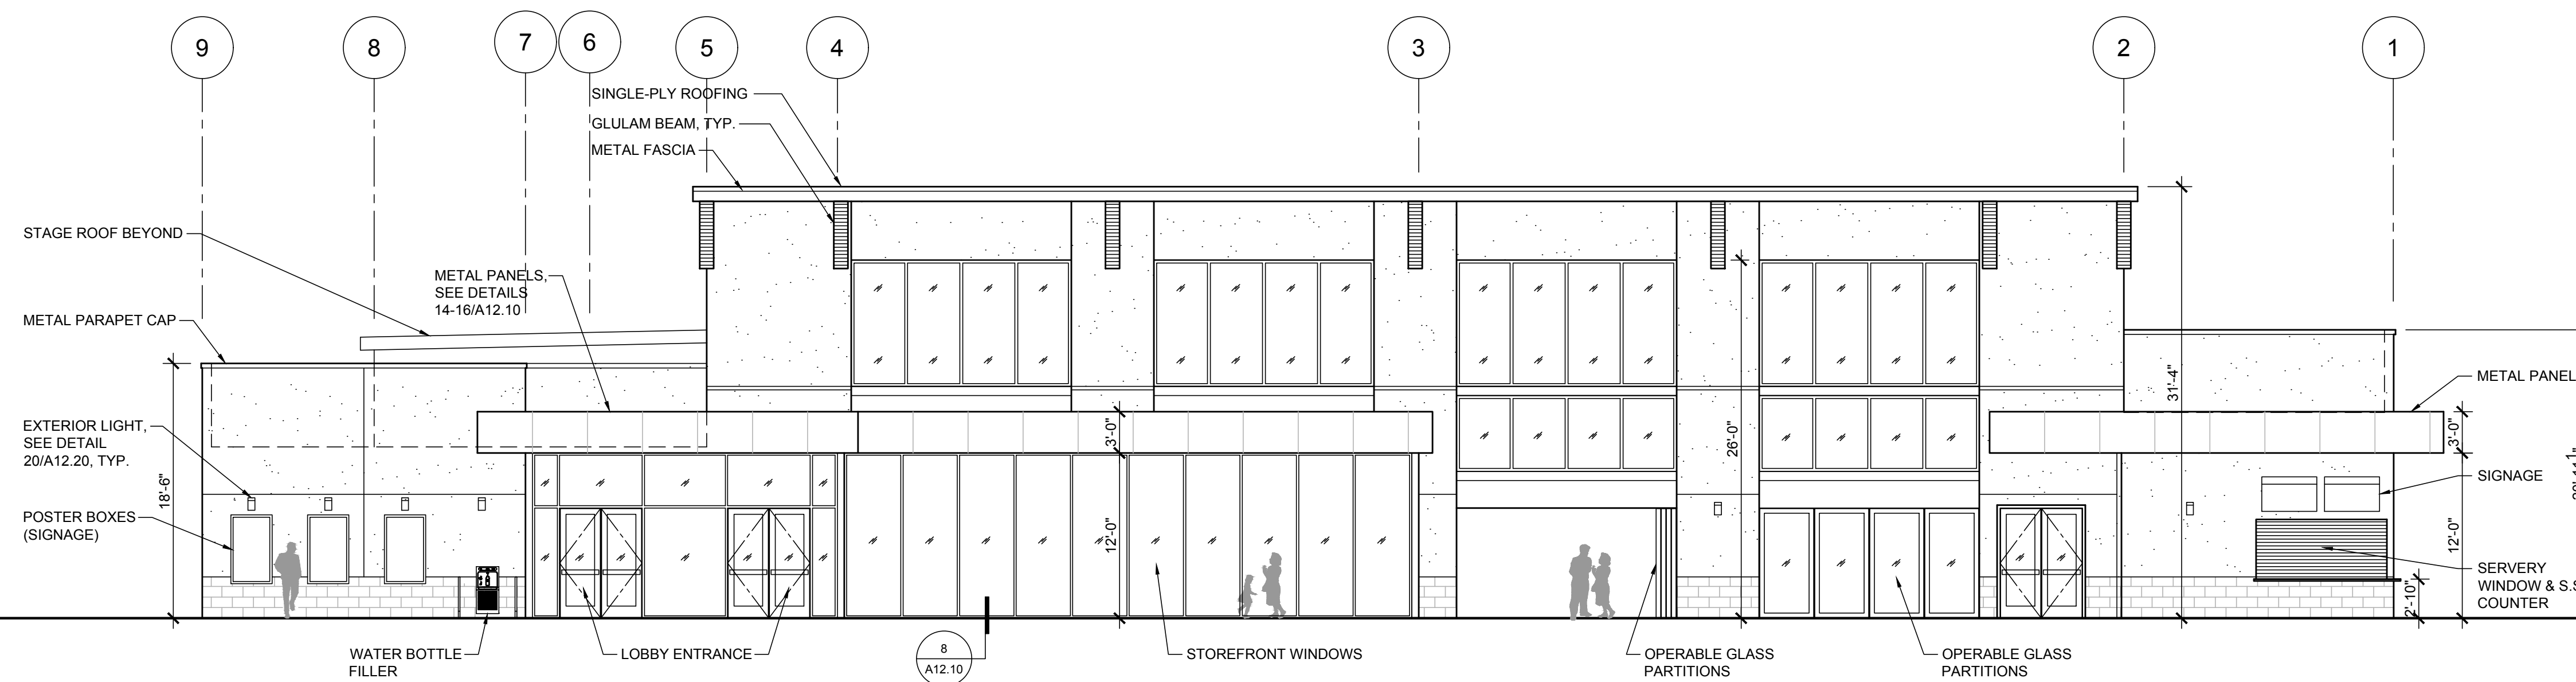 9
8
7
6
5
4
3
2
1
SINGLE-PLY ROOFING
GLULAM BEAM, TYP.
METAL FASCIA
STAGE ROOF BEYOND
METAL PANELS,
SEE DETAILS
14-16/A12.10
METAL PARAPET CAP
EXTERIOR LIGHT,
SEE DETAIL
20/A12.20, TYP.
18'-6"
POSTER BOXES
(SIGNAGE)
3'-0"
12'-0"
26'-0"
31'-4"
METAL PANEL
3'-0"
SIGNAGE
12'-0"
2'-10"
SERVERY
WINDOW & S.S
COUNTER
WATER BOTTLE
FILLER
LOBBY ENTRANCE
8
A12.10
STOREFRONT WINDOWS
OPERABLE GLASS
PARTITIONS
OPERABLE GLASS
PARTITIONS